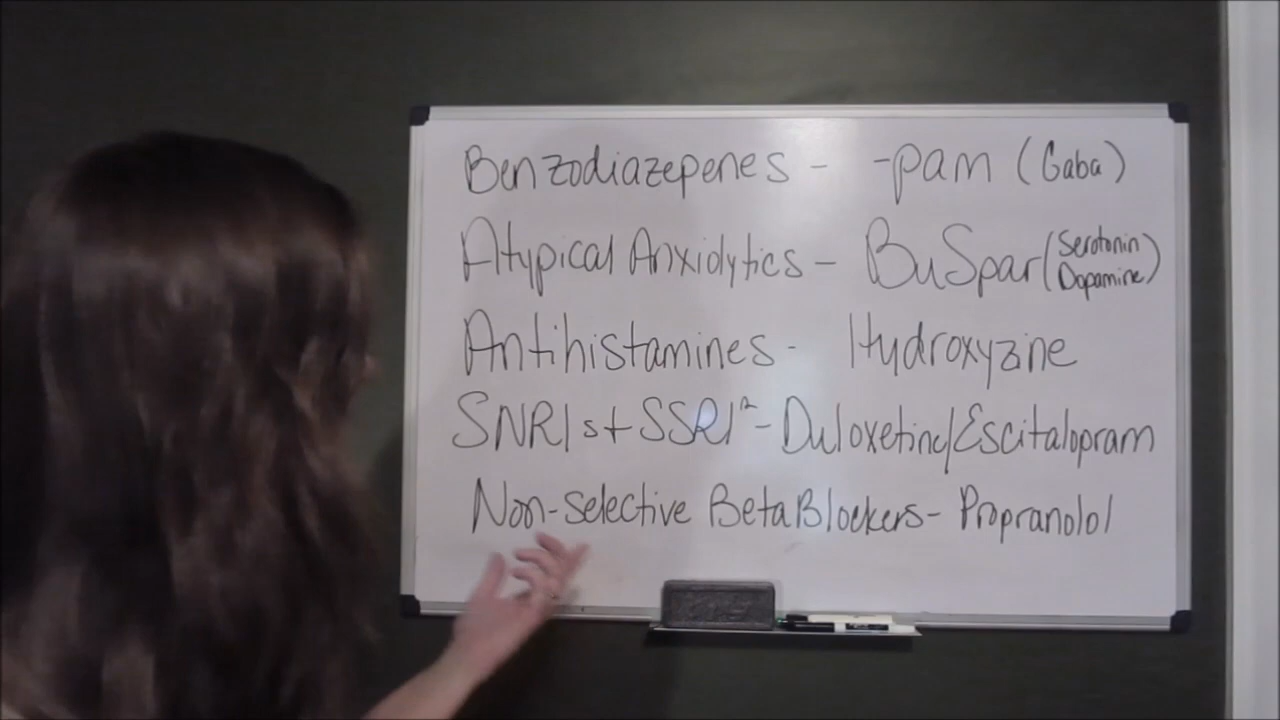 Benzodiazepenes - -pam (Gaba)
Atypical Anxiolytics - BuSpar (Serotonin Dopamine)
Antihistamines - Hydroxyzine
SNRIs + SSRIs - Duloxetine/Escitalopram
Non-selective Beta Blockers - Propranolol